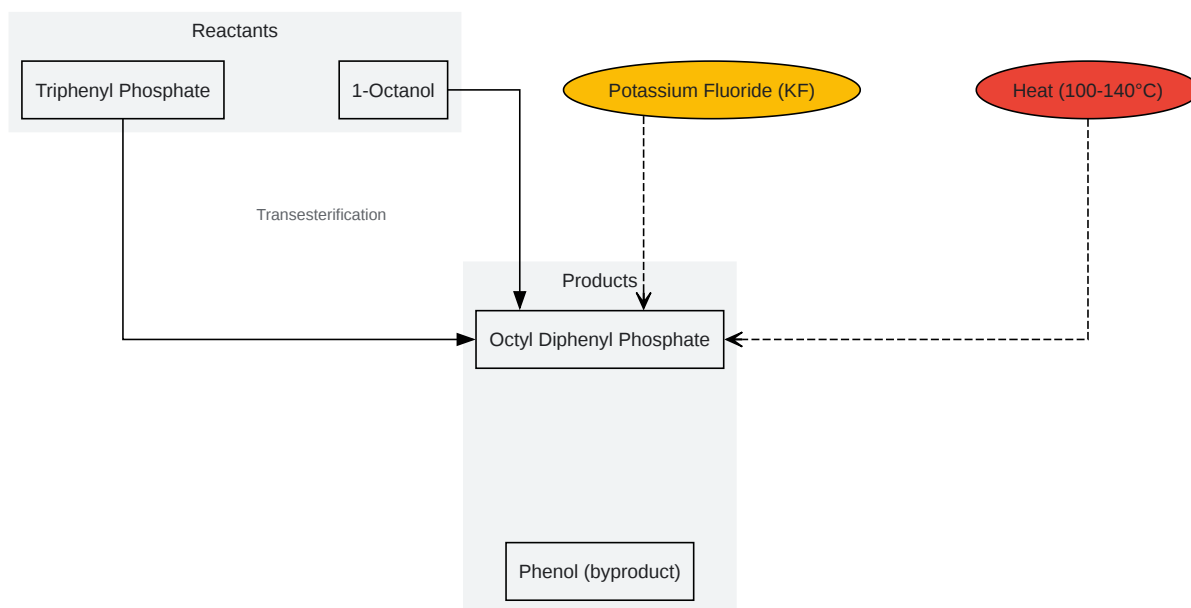 Reactants
Triphenyl Phosphate
1-Octanol
Potassium Fluoride (KF)
Heat (100-140°C)
Transesterification
Products
Octyl Diphenyl Phosphate
Phenol (byproduct)